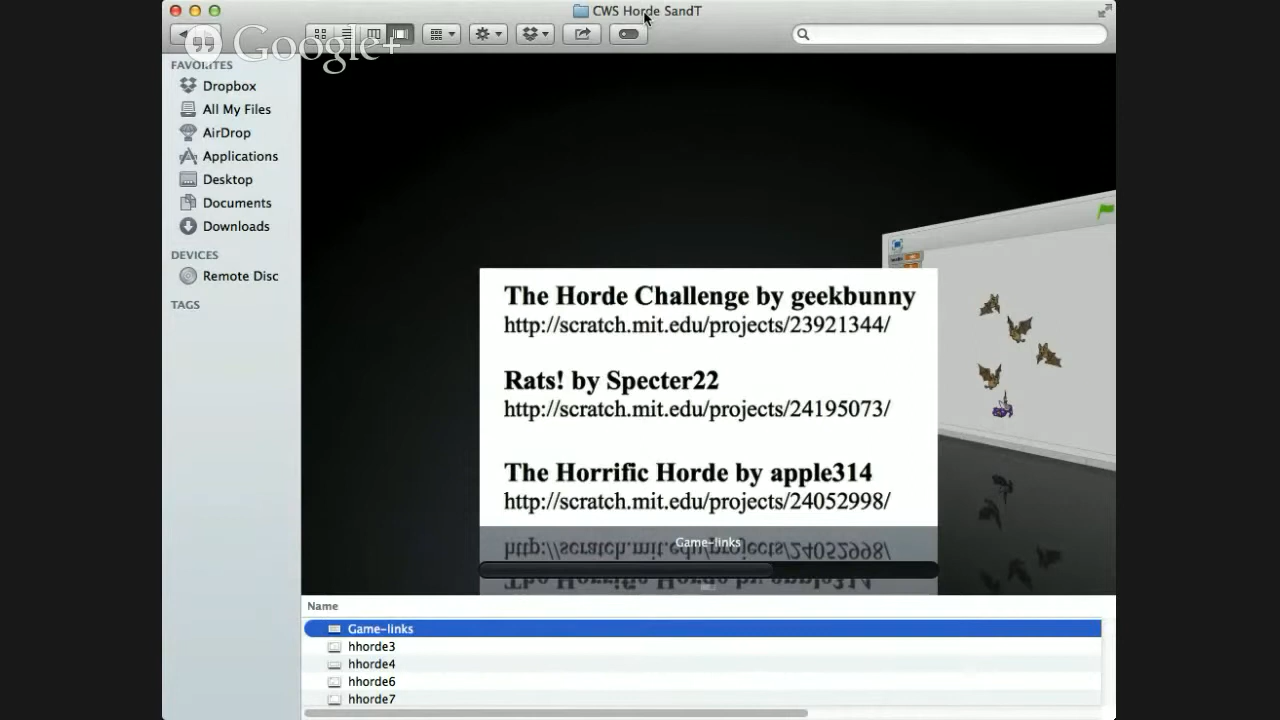 CWS Horde SandT
Google+
FAVORITES
Dropbox
All My Files
AirDrop
Applications
Desktop
Documents
Downloads
DEVICES
Remote Disc
TAGS
The Horde Challenge by geekbunny
http://scratch.mit.edu/projects/23921344/
Rats! by Specter22
http://scratch.mit.edu/projects/24195073/
The Horrific Horde by apple314
http://scratch.mit.edu/projects/24052998/
Game-links
Name
Game-links
hhorde3
hhorde4
hhorde6
hhorde7